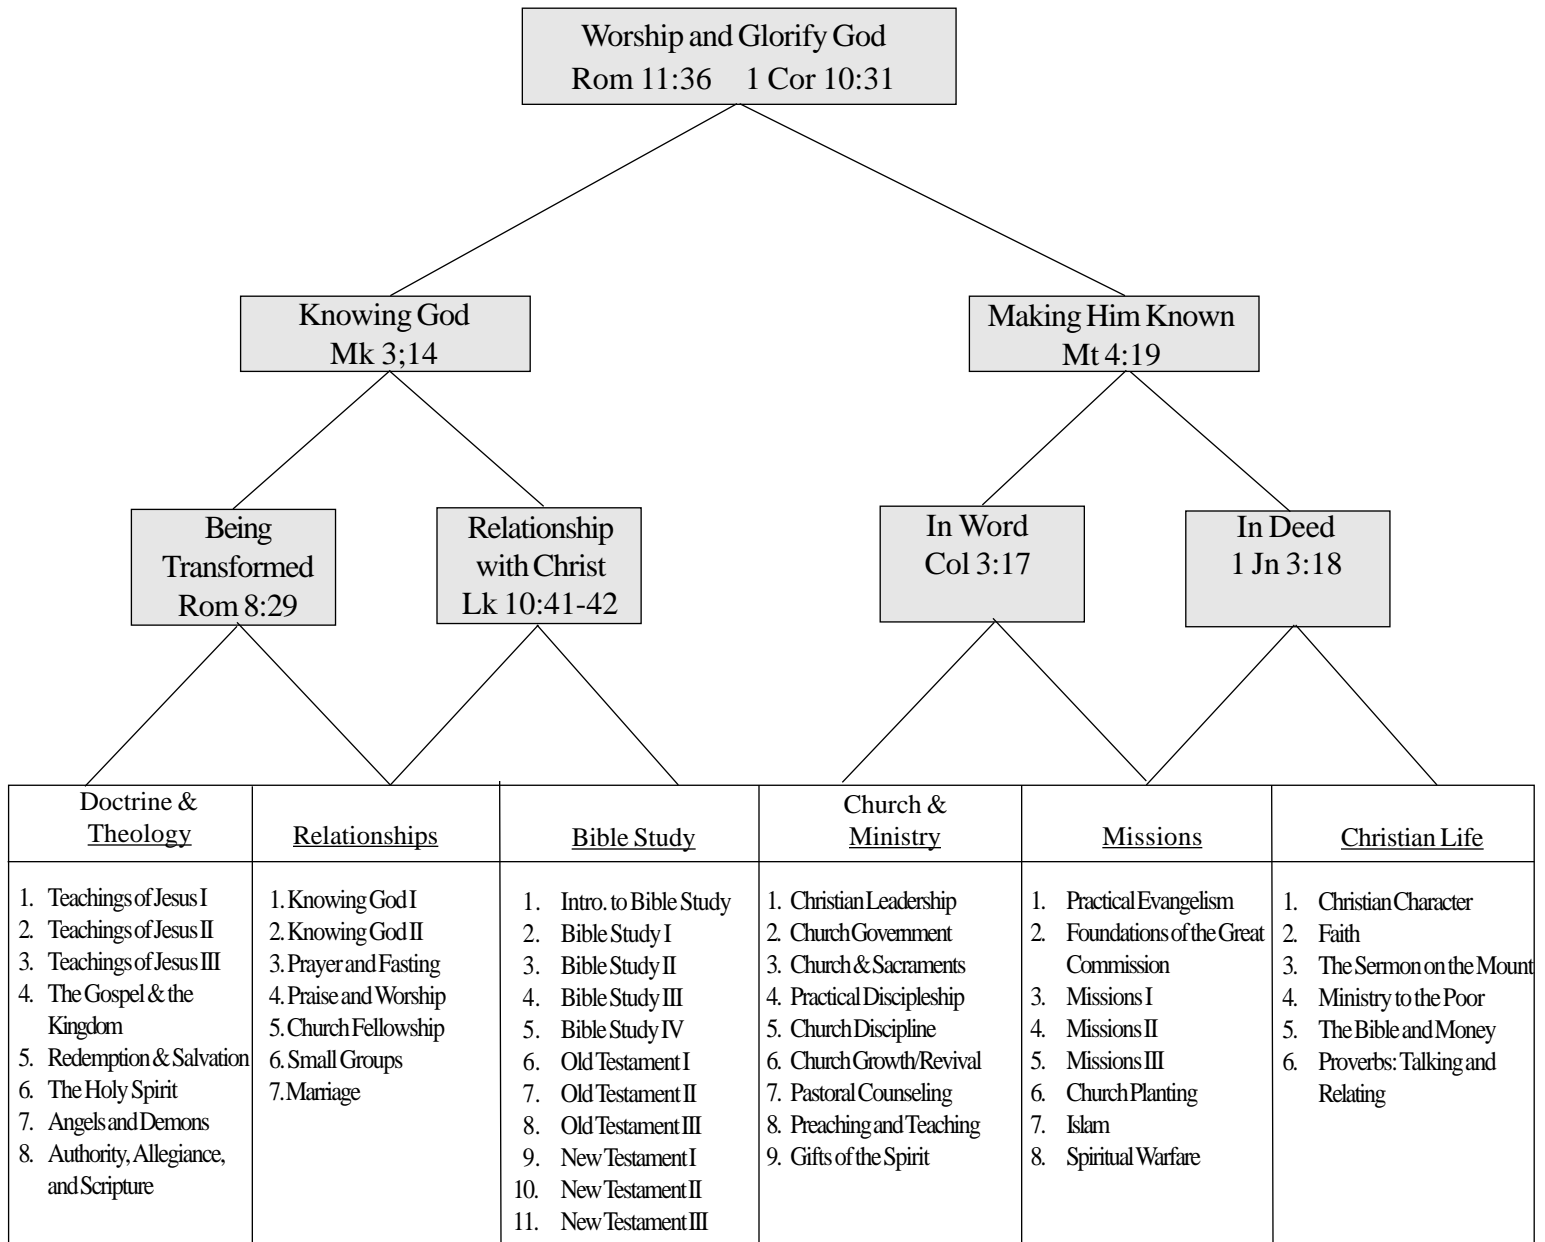 Worship and Glorify God
Rom 11:36 1 Cor 10:31
Knowing God
Mk 3;14
Making Him Known
Mt 4:19
Being
Transformed
Rom 8:29
Relationship
with Christ
Lk 10:41-42
In Word
Col 3:17
In Deed
1 Jn 3:18
Doctrine &
Theology
1. Teachings of Jesus I
2. Teachings of Jesus II
3. Teachings of Jesus III
4. The Gospel & the
Kingdom
5. Redemption & Salvation
6. The Holy Spirit
7. Angels and Demons
8. Authority, Allegiance,
and Scripture
Relationships
1. Knowing God I
2. Knowing God II
3. Prayer and Fasting
4. Praise and Worship
5. Church Fellowship
6. Small Groups
7. Marriage
Bible Study
1. Intro. to Bible Study
2. Bible Study I
3. Bible Study II
4. Bible Study III
5. Bible Study IV
6. Old Testament I
7. Old Testament II
8. Old Testament III
9. New Testament I
10. New Testament II
11. New Testament III
Church &
Ministry
1. Christian Leadership
2. Church Government
3. Church & Sacraments
4. Practical Discipleship
5. Church Discipline
6. Church Growth/Revival
7. Pastoral Counseling
8. Preaching and Teaching
9. Gifts of the Spirit
Missions
1. Practical Evangelism
2. Foundations of the Great
Commission
3. Missions I
4. Missions II
5. Missions III
6. Church Planting
7. Islam
8. Spiritual Warfare
Christian Life
1. Christian Character
2. Faith
3. The Sermon on the Mount
4. Ministry to the Poor
5. The Bible and Money
6. Proverbs: Talking and
Relating